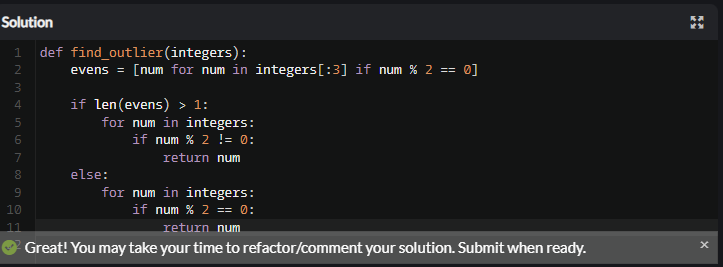 Solution
1 def find_outlier(integers):
2     evens = [num for num in integers[:3] if num % 2 == 0]
3
4     if len(evens) > 1:
5         for num in integers:
6             if num % 2 != 0:
7                 return num
8     else:
9         for num in integers:
10             if num % 2 == 0:
11                 return num
Great! You may take your time to refactor/comment your solution. Submit when ready. ×